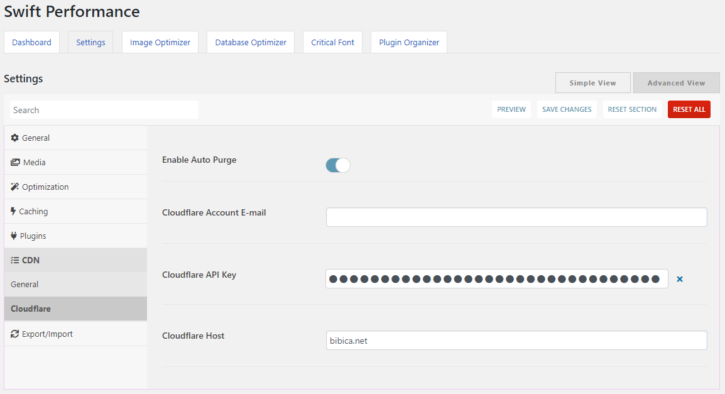 Swift Performance
Dashboard Settings Image Optimizer Database Optimizer Critical Font Plugin Organizer
Settings
Simple View Advanced View
Search
PREVIEW SAVE CHANGES RESET SECTION RESET ALL
General
Media
Optimization
Caching
Plugins
CDN
General
Cloudflare
Export/Import
Enable Auto Purge
Cloudflare Account E-mail
Cloudflare API Key
Cloudflare Host
bibica.net